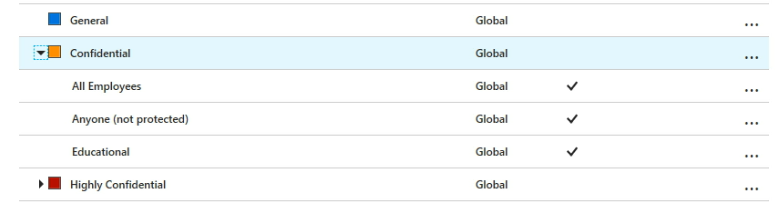 General Global ...
Confidential Global ...
All Employees Global ...
Anyone (not protected) Global ...
Educational Global ...
Highly Confidential Global ...